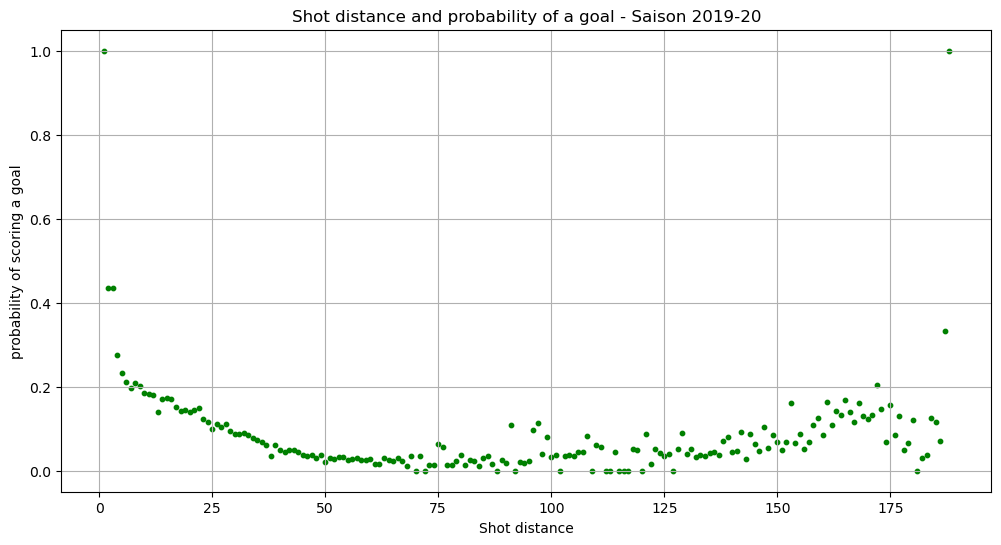 Shot distance and probability of a goal - Saison 2019-20
probability of scoring a goal
1.0
0.8
0.6
0.4
0.2
0.0
0 25 50 75 100 125 150 175
Shot distance